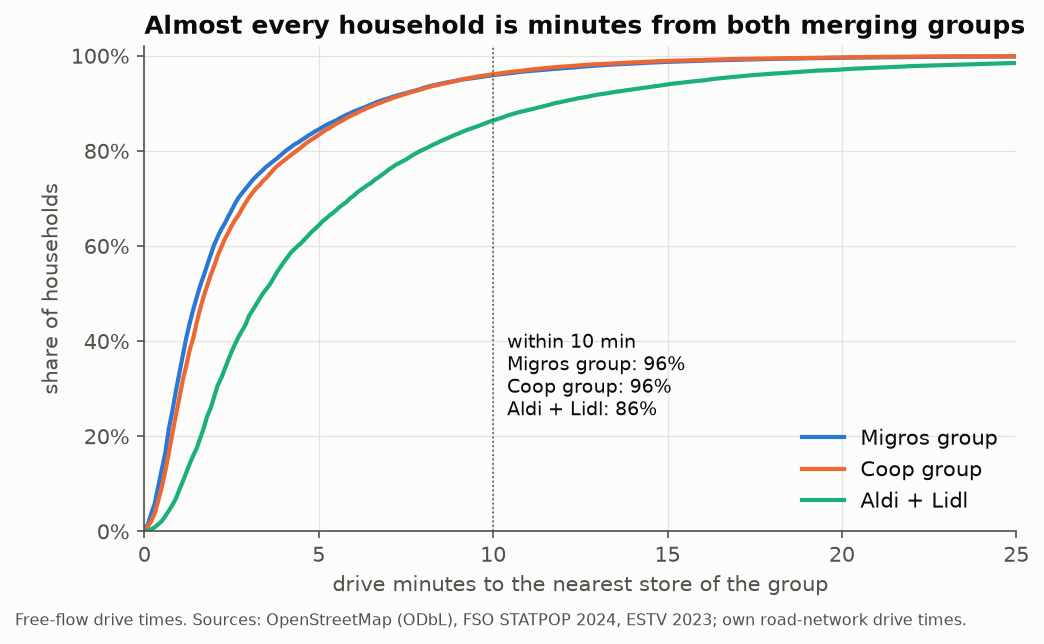 Almost every household is minutes from both merging groups
100%
80%
60%
40%
20%
0%
share of households
within 10 min
Migros group: 96%
Coop group: 96%
Aldi + Lidl: 86%
Migros group
Coop group
Aldi + Lidl
0 5 10 15 20 25
drive minutes to the nearest store of the group
Free-flow drive times. Sources: OpenStreetMap (ODbL), FSO STATPOP 2024, ESTV 2023; own road-network drive times.